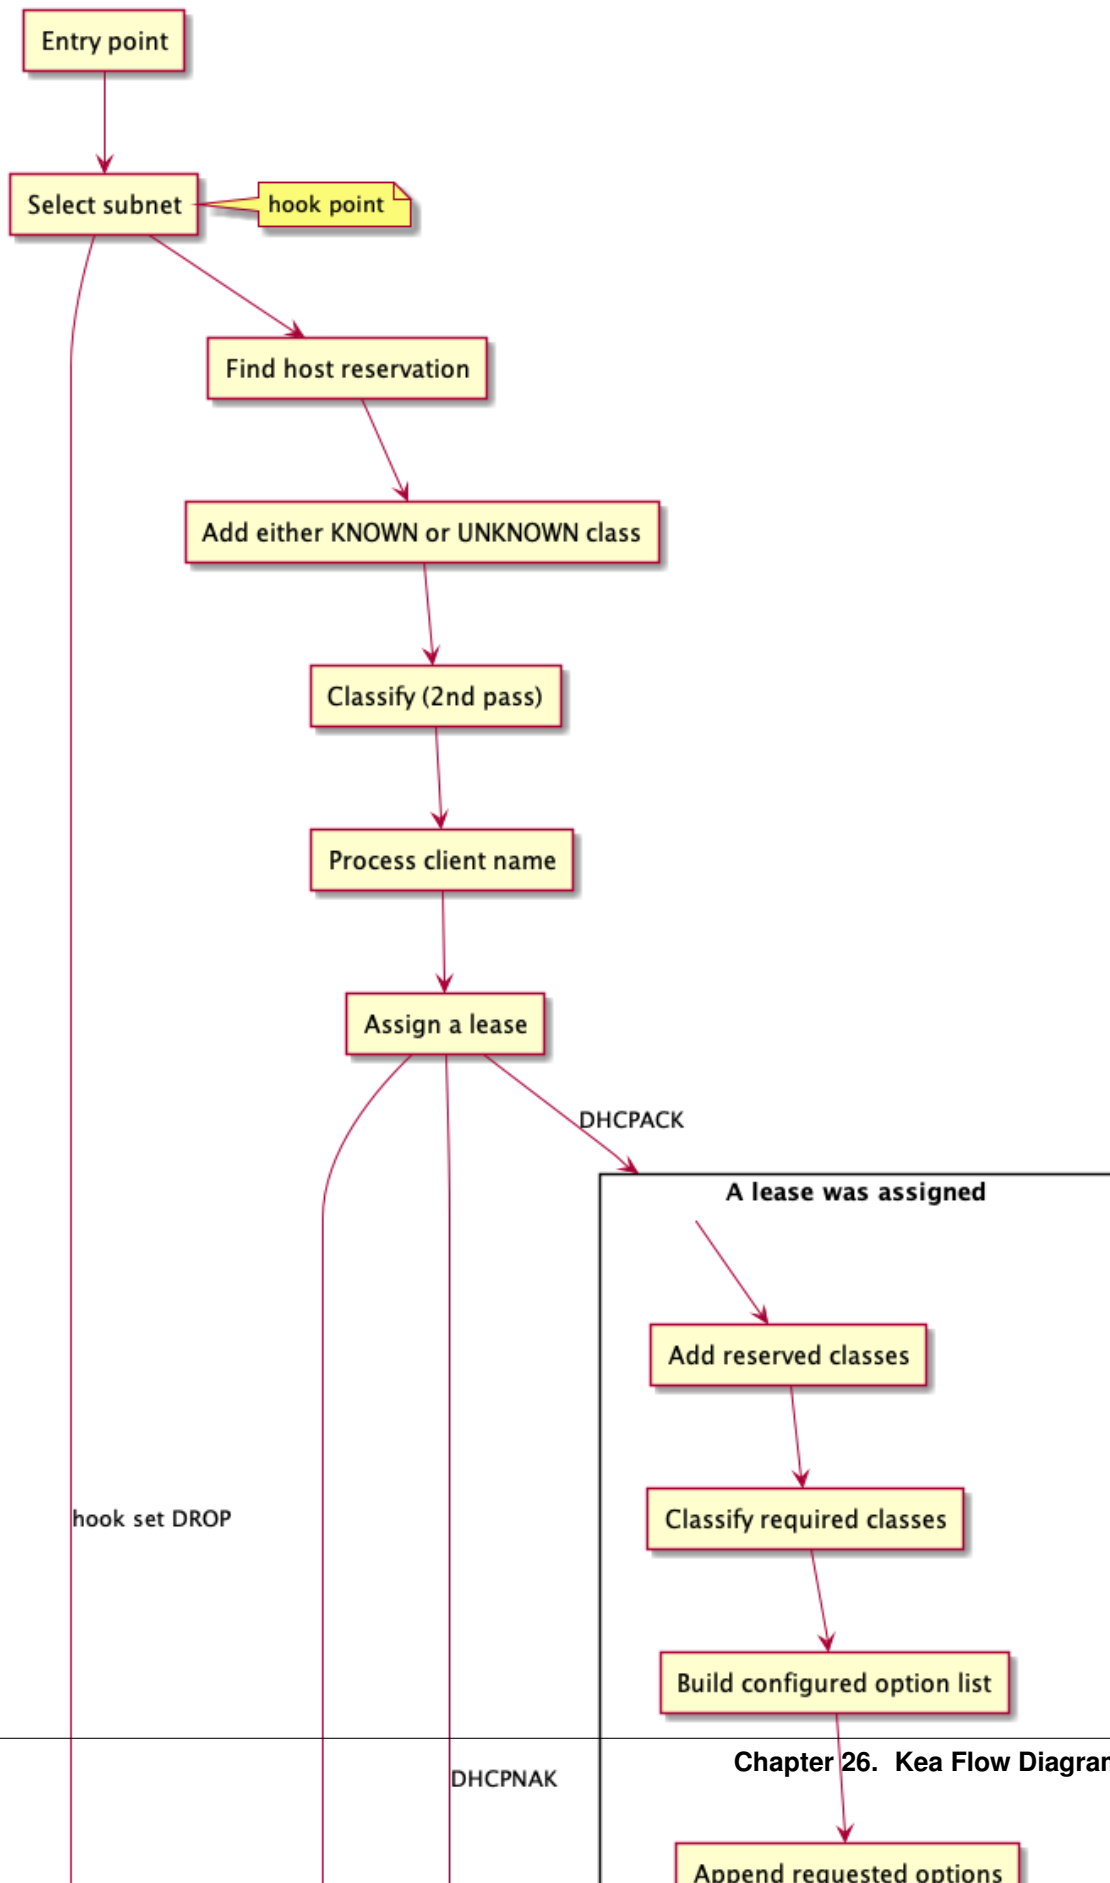 Entry point
Select subnet
hook point
Find host reservation
Add either KNOWN or UNKNOWN class
Classify (2nd pass)
Process client name
Assign a lease
DHCPACK
A lease was assigned
Add reserved classes
Classify required classes
hook set DROP
Build configured option list
Chapter 26. Kea Flow Diagram
DHCPNAK
Append requested options